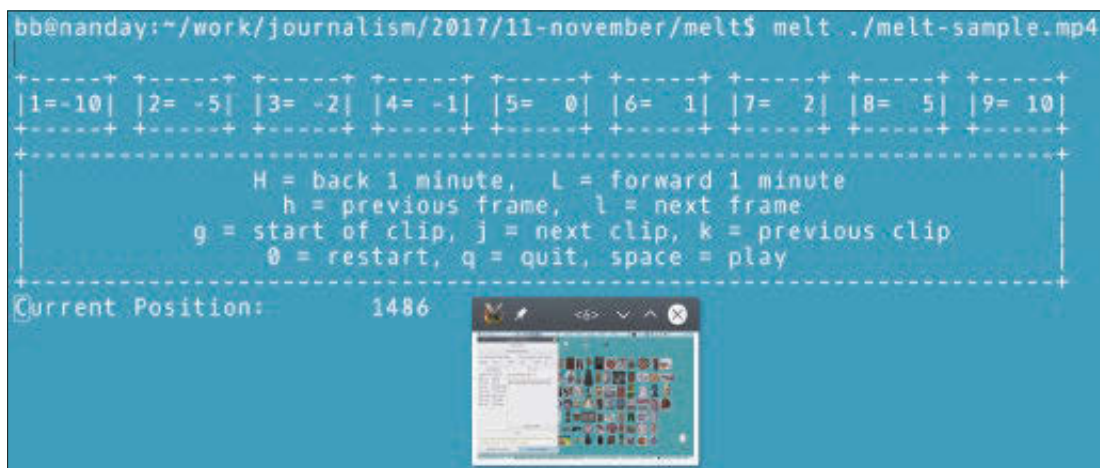 bb@nanday:~/work/journalism/2017/11-november/melt$ melt ./melt-sample.mp4
+-----+ +-----+ +-----+ +-----+ +-----+ +-----+ +-----+ +-----+ +-----+
|1=-10| |2= -5| |3= -2| |4= -1| |5=  0| |6=  1| |7=  2| |8=  5| |9= 10|
+-----+ +-----+ +-----+ +-----+ +-----+ +-----+ +-----+ +-----+ +-----+
+---------------------------------------------------------------------+
|               H = back 1 minute,  L = forward 1 minute              |
|                 h = previous frame,  l = next frame                 |
|           g = start of clip, j = next clip, k = previous clip       |
|                0 = restart, q = quit, space = play                  |
+---------------------------------------------------------------------+
Current Position:       1486
<6>